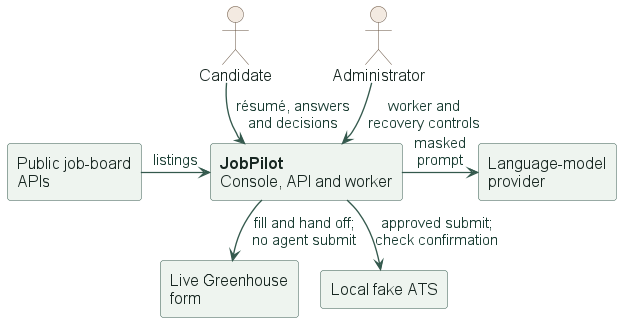 Candidate
Administrator
résumé, answers
and decisions
worker and
recovery controls
Public job-board
APIs
listings
JobPilot
Console, API and worker
masked
prompt
Language-model
provider
fill and hand off;
no agent submit
approved submit;
check confirmation
Live Greenhouse
form
Local fake ATS